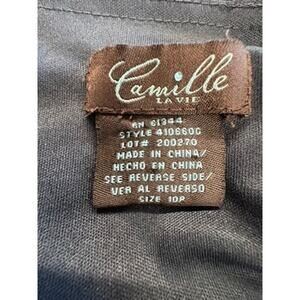 Camille
LA VIE
RN 61344
STYLE 410660G
LOT# 200270
MADE IN CHINA/
HECHO EN CHINA
SEE REVERSE SIDE/
VER AL REVERSO
SIZE 10P